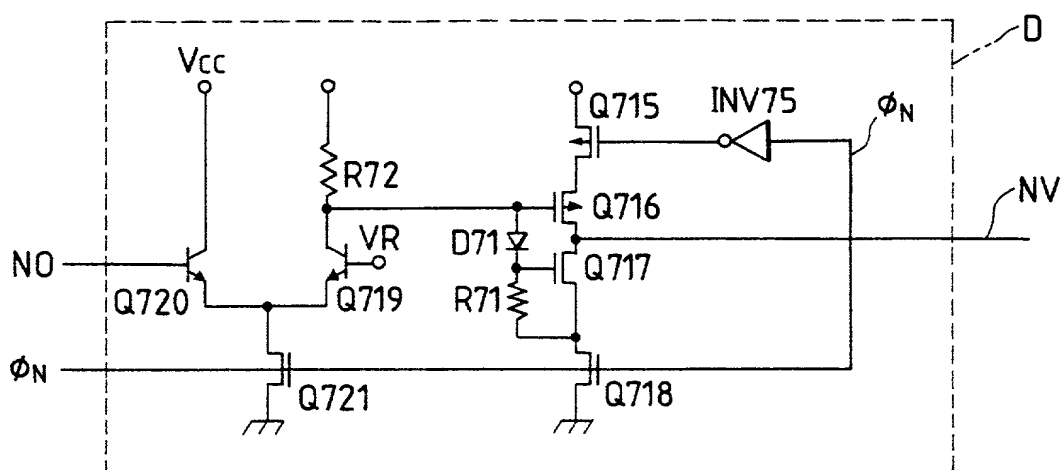 D
VCC
Q715
INV75
φN
R72
Q716
NV
VR
D71
NO
Q717
Q720
Q719
R71
φN
Q721
Q718